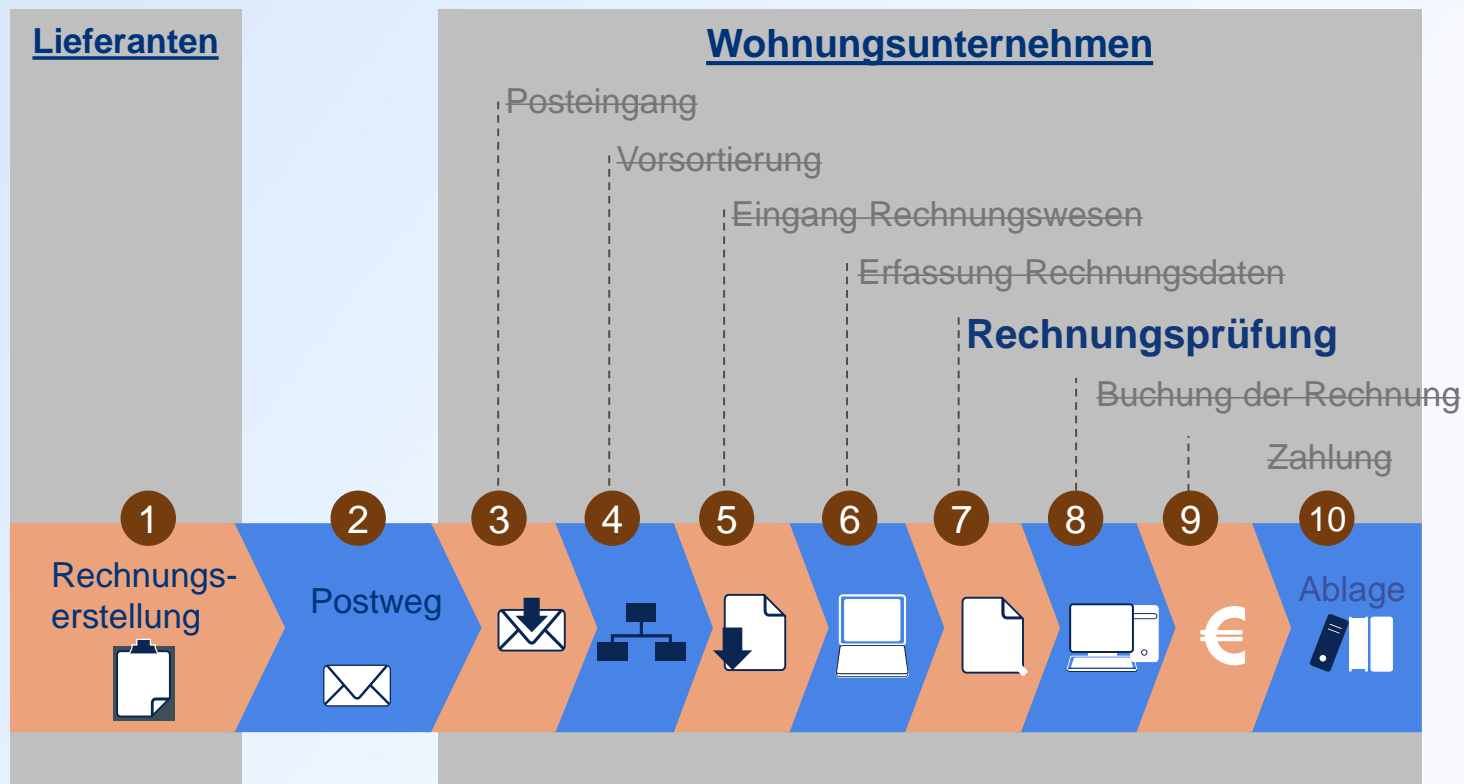 Lieferanten
Wohnungsunternehmen
Posteingang
Vorsortierung
Eingang Rechnungswesen
Erfassung Rechnungsdaten
Rechnungsprüfung
Buchung der Rechnung
Zahlung
1
2
3
4
5
6
7
8
9
10
Rechnungs-
erstellung
Postweg
Ablage
€